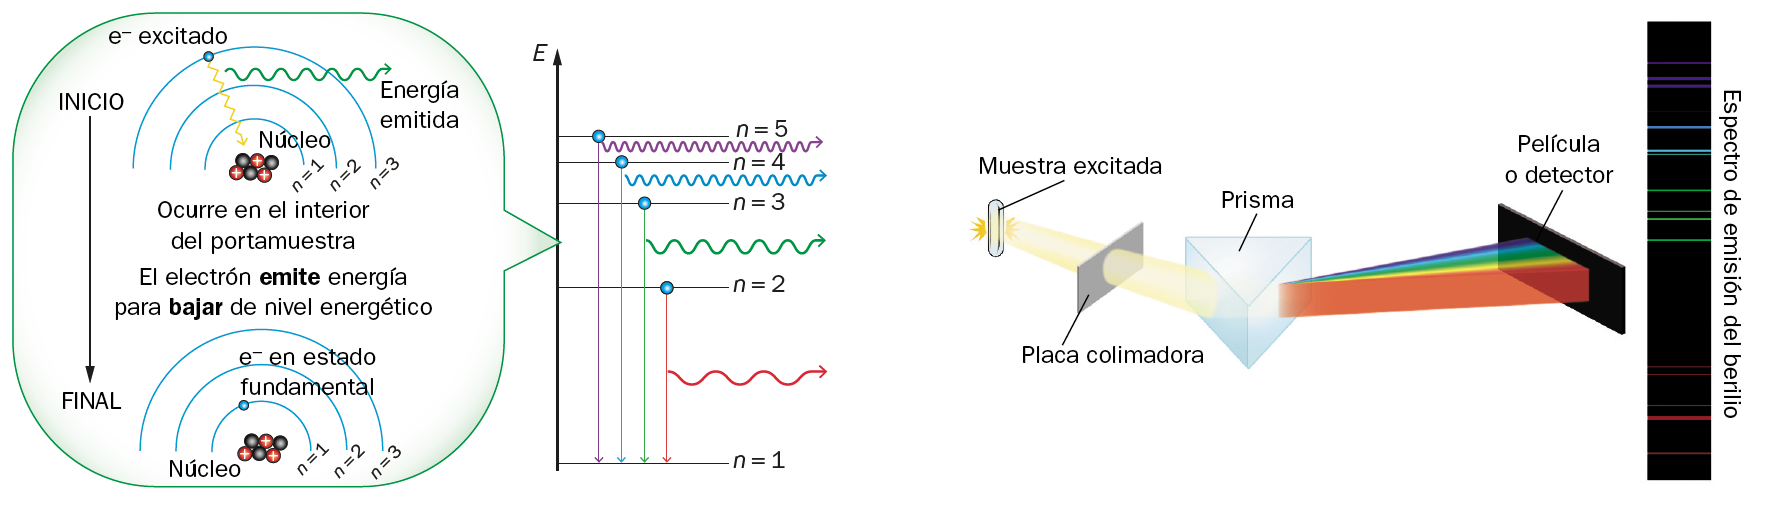 e– excitado
INICIO
Energía
emitida
Núcleo
n = 1
n = 2
n = 3
Ocurre en el interior
del portamuestra
El electrón emite energía
para bajar de nivel energético
e– en estado
fundamental
FINAL
Núcleo
n = 1
n = 2
n = 3
E
n = 5
n = 4
n = 3
n = 2
n = 1
Muestra excitada
Placa colimadora
Prisma
Película
o detector
Espectro de emisión del berilio